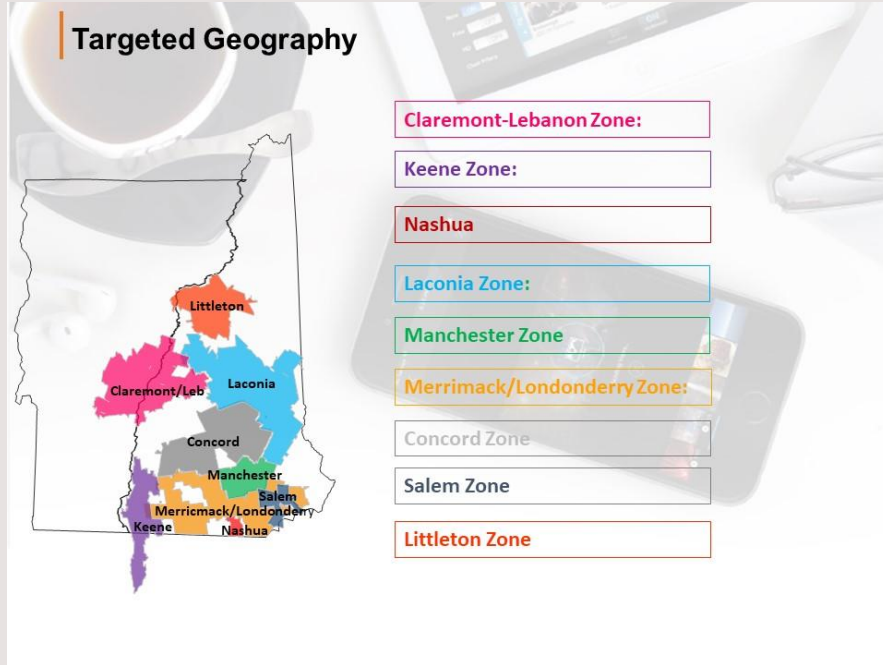 Targeted Geography
Claremont-Lebanon Zone:
Keene Zone:
Nashua
Laconia Zone:
Manchester Zone
Merrimack/Londonderry Zone:
Concord Zone
Salem Zone
Littleton Zone
Littleton
Claremont/Leb
Laconia
Concord
Manchester
Salem
Merricmack/Londonderry
Keene
Nashua